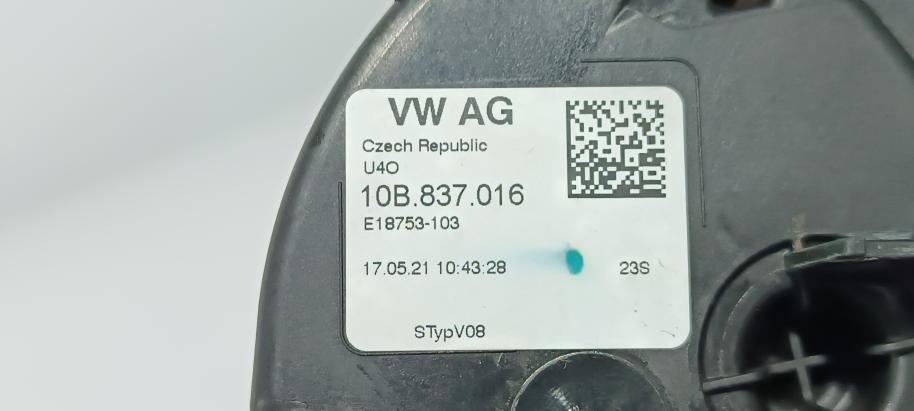 VW AG
Czech Republic
U4O
10B.837.016
E18753-103
17.05.21 10:43:28 23S
STypV08